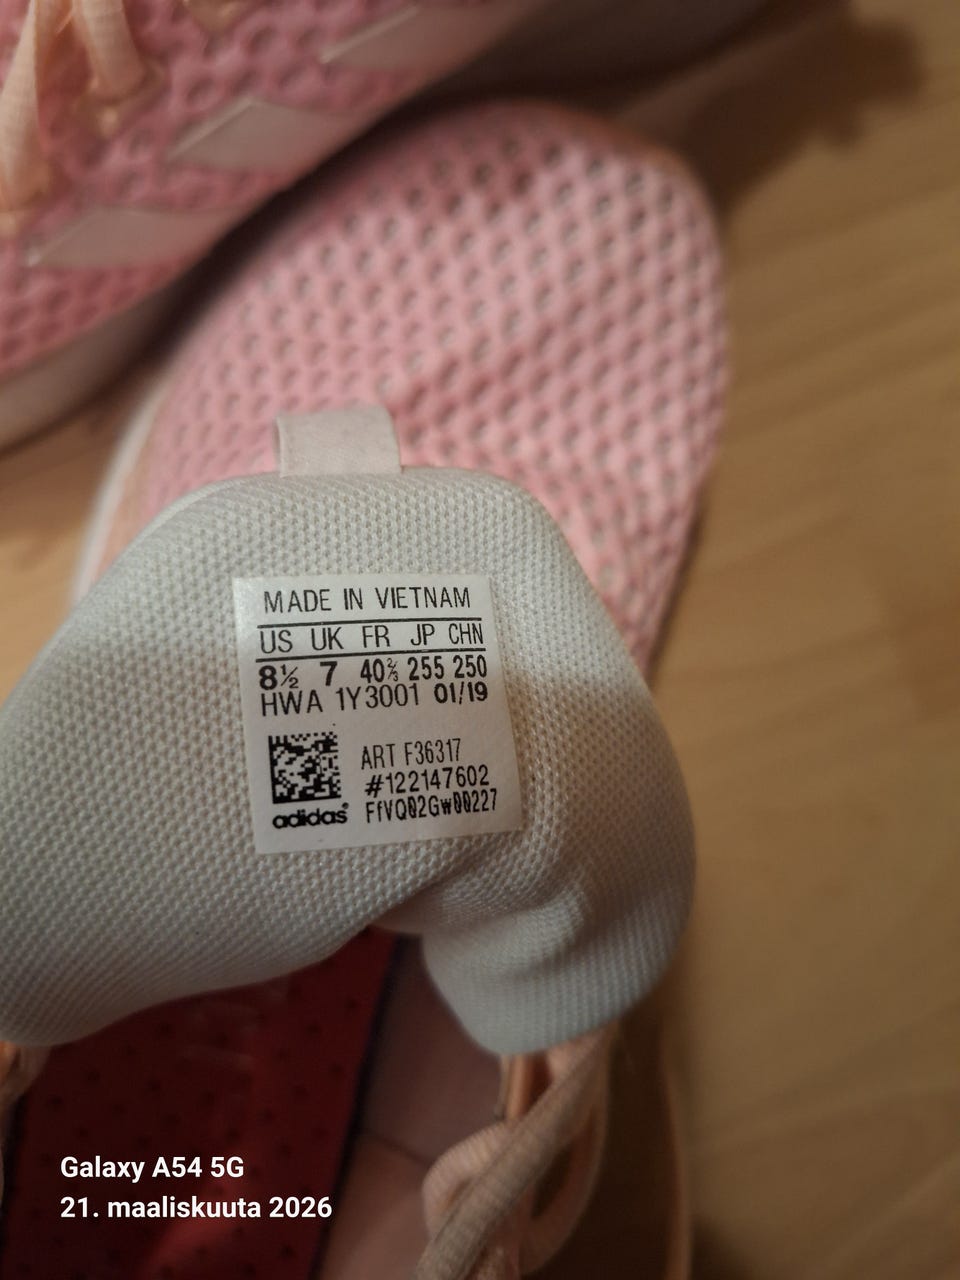 MADE IN VIETNAM
US UK FR JP CHN
8½ 7 40⅔ 255 250
HWA 1Y3001 01/19
ART F36317
#122147602
FfVQ02Gw00227
adidas®
Galaxy A54 5G
21. maaliskuuta 2026